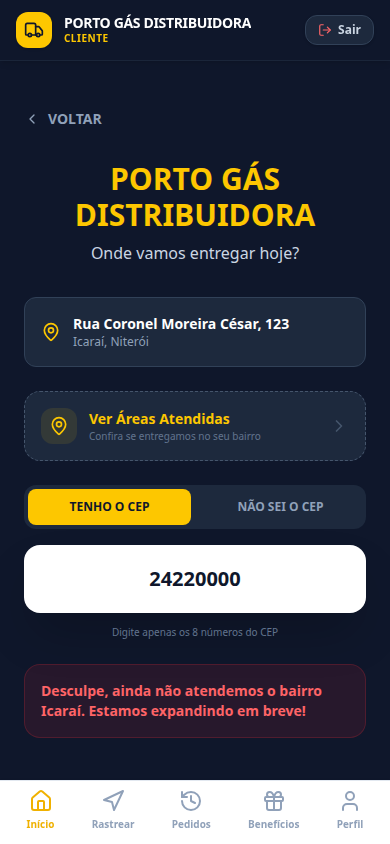 PORTO GÁS DISTRIBUIDORA
CLIENTE
Sair
VOLTAR
PORTO GÁS
DISTRIBUIDORA
Onde vamos entregar hoje?
Rua Coronel Moreira César, 123
Icaraí, Niterói
Ver Áreas Atendidas
Confira se entregamos no seu bairro
TENHO O CEP
NÃO SEI O CEP
24220000
Digite apenas os 8 números do CEP
Desculpe, ainda não atendemos o bairro
Icaraí. Estamos expandindo em breve!
Início
Rastrear
Pedidos
Benefícios
Perfil